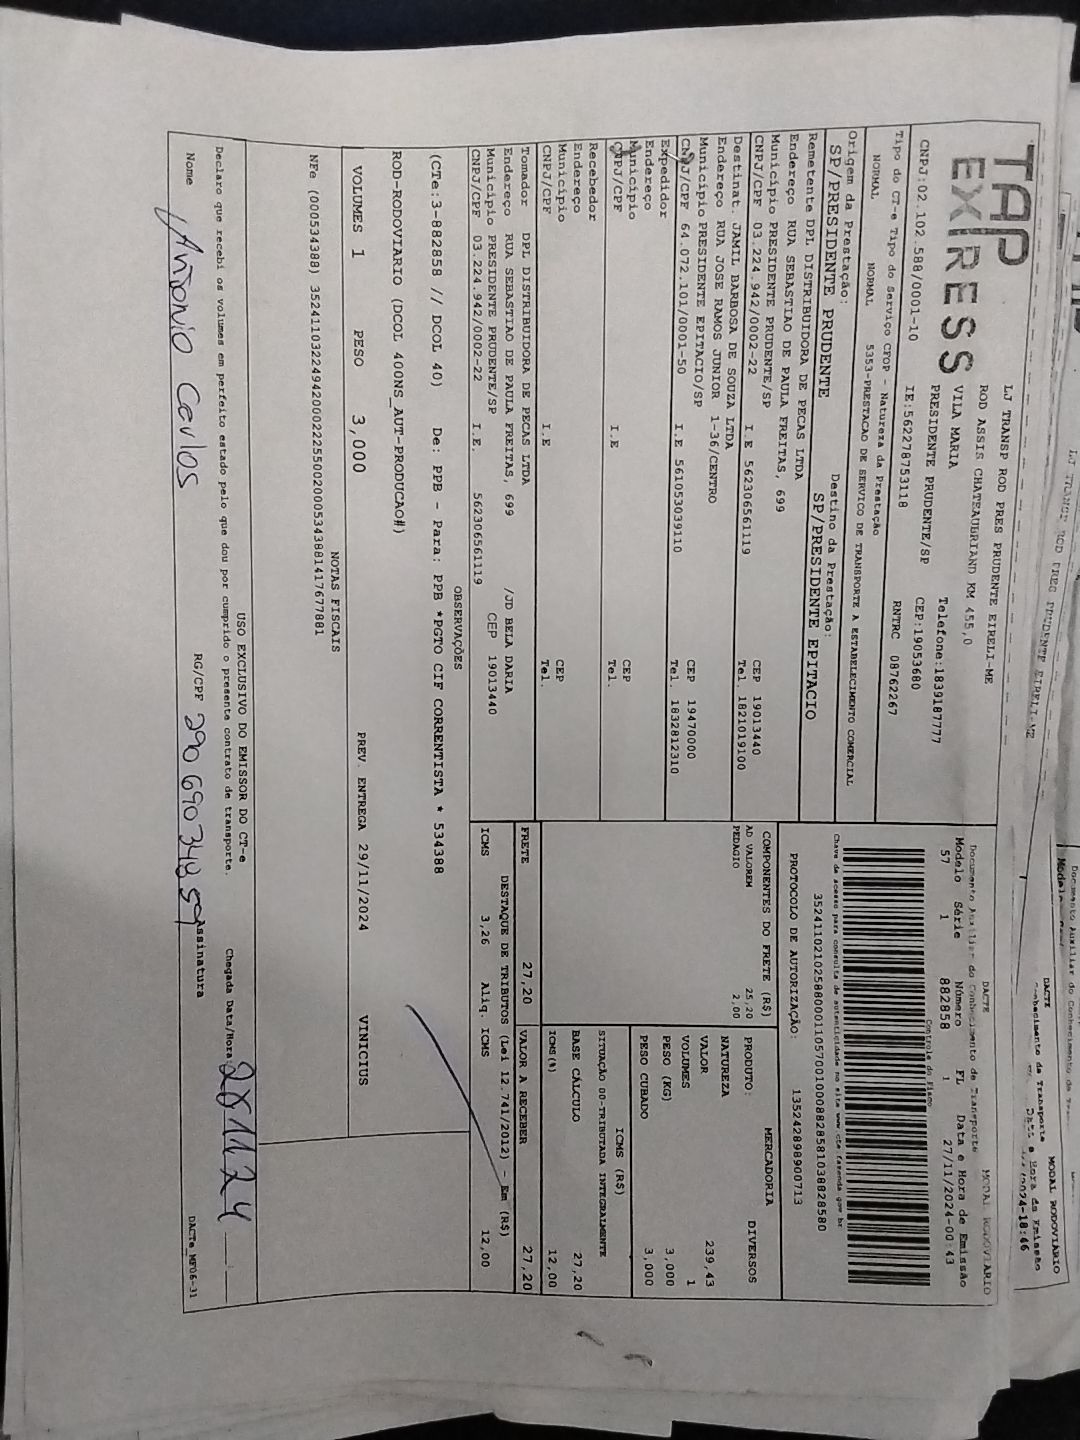 TAP
EXPRESS
LJ TRANSP ROD PRES PRUDENTE EIRELI-ME
ROD ASSIS CHATEAUBRIAND KM 455,0
VILA MARIA
PRESIDENTE PRUDENTE/SP
Telefone:1839187777
CEP:19053680
CNPJ:02.102.588/0001-10
IE:562278753118
RNTRC 08762267
Tipo do CT-e Tipo do Serviço CFOP - Natureza da Prestação
NORMAL NORMAL 5353-PRESTACAO DE SERVICO DE TRANSPORTE A ESTABELECIMENTO COMERCIAL
Origem da Prestação: Destino da Prestação:
SP/PRESIDENTE PRUDENTE SP/PRESIDENTE EPITACIO
Remetente DPL DISTRIBUIDORA DE PECAS LTDA
Endereço RUA SEBASTIAO DE PAULA FREITAS, 699
Município PRESIDENTE PRUDENTE/SP CEP 19013440
CNPJ/CPF 03.224.942/0002-22 I.E 562306561119 Tel. 1821019100
Destinat. JAMIL BARBOSA DE SOUZA LTDA
Endereço RUA JOSE RAMOS JUNIOR 1-36/CENTRO
Município PRESIDENTE EPITACIO/SP CEP 19470000
CNPJ/CPF 64.072.101/0001-50 I.E 561053039110 Tel 1832812310
Expedidor
Endereço
Município CEP
CNPJ/CPF I.E Tel.
Recebedor
Endereço
Município CEP
CNPJ/CPF I.E Tel.
Tomador DPL DISTRIBUIDORA DE PECAS LTDA
Endereço RUA SEBASTIAO DE PAULA FREITAS, 699 /JD BELA DARIA
Município PRESIDENTE PRUDENTE/SP CEP 19013440
CNPJ/CPF 03.224.942/0002-22 I.E. 562306561119
DACTE MODAL RODOVIARIO
Documento Auxiliar do Conhecimento de Transporte
Modelo Série Número FL Data e Hora de Emissão
57 1 882858 1 27/11/2024-00:43
Controle do Fisco
Chave de acesso para consulta de autenticidade no site www.cte.fazenda.gov.br
35241102102588000110570010008828581038828580
PROTOCOLO DE AUTORIZAÇÃO: 135242898900713
COMPONENTES DO FRETE (R$)
AD VALOREM 25,20
PEDAGIO 2,00
MERCADORIA
PRODUTO: DIVERSOS
NATUREZA
VALOR 239,43
VOLUMES 1
PESO (KG) 3,000
PESO CUBADO 3,000
ICMS (R$)
SITUAÇÃO 00-TRIBUTADA INTEGRALMENTE
BASE CÁLCULO 27,20
ICMS(%) 12,00
FRETE 27,20 VALOR A RECEBER 27,20
DESTAQUE DE TRIBUTOS (Lei 12.741/2012) - Em (R$)
ICMS 3,26 Aliq. ICMS 12,00
OBSERVAÇÕES
(CTe:3-882858 // DCOL 40) De: PPB - Para: PPB *PGTO CIF CORRENTISTA * 534388
ROD-RODOVIARIO (DCOL 400NS_AUT-PRODUCAO#)
VOLUMES 1 PESO 3,000 PREV. ENTREGA 29/11/2024 VINICIUS
NOTAS FISCAIS
NFe (000534388) 35241103224942000222550020005343881417677881
USO EXCLUSIVO DO EMISSOR DO CT-e
Declaro que recebi os volumes em perfeito estado pelo que dou por cumprido o presente contrato de transporte. Chegada Data/Hora: 281124
Nome Antonio Carlos RG/CPF 290 690 348 59 Assinatura
DACTe_MF06-31